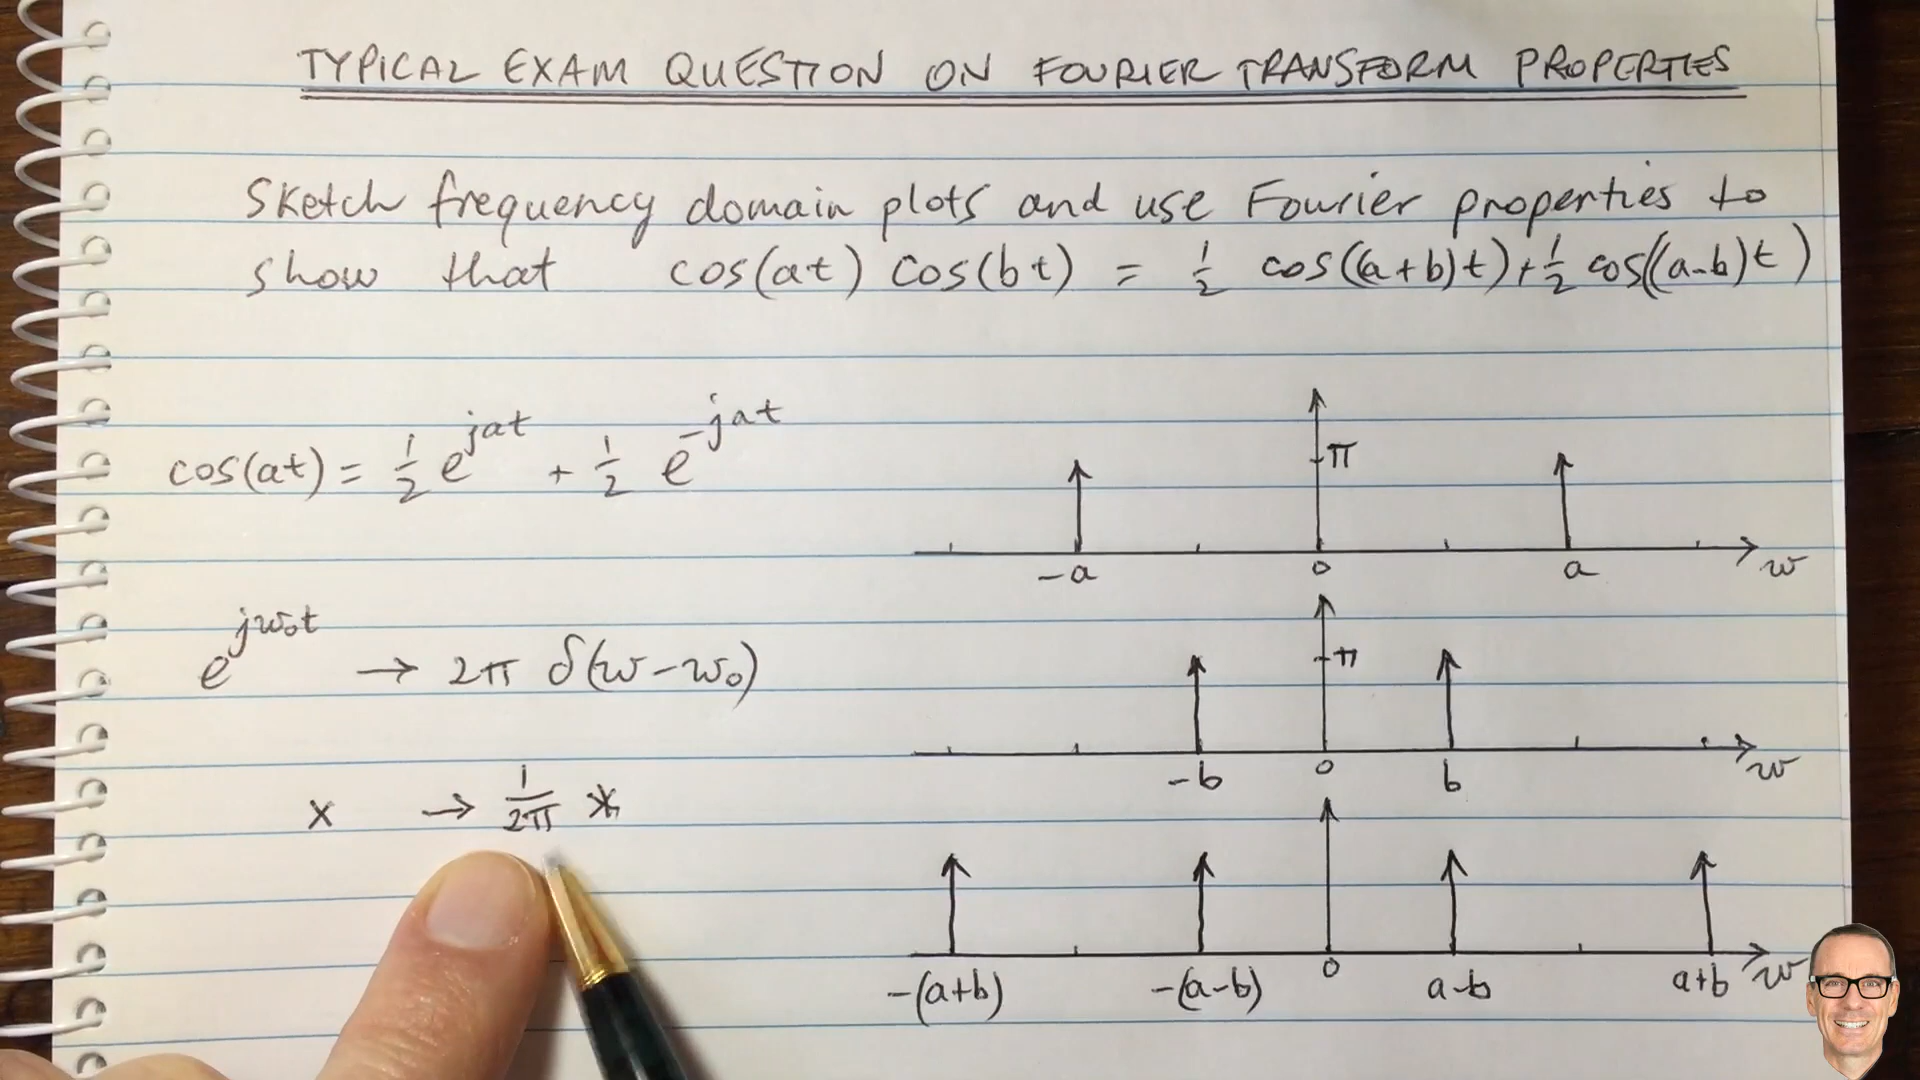 TYPICAL EXAM QUESTION ON FOURIER TRANSFORM PROPERTIES
Sketch frequency domain plots and use Fourier properties to
show that cos(at) cos(bt) = 1/2 cos((a+b)t) + 1/2 cos((a-b)t)
cos(at) = 1/2 e^{jat} + 1/2 e^{-jat}
π
-a 0 a w
e^{jw₀t} → 2π δ(w-w₀)
π
-b 0 b w
x → 1/2π *
-(a+b) -(a-b) 0 a-b a+b w